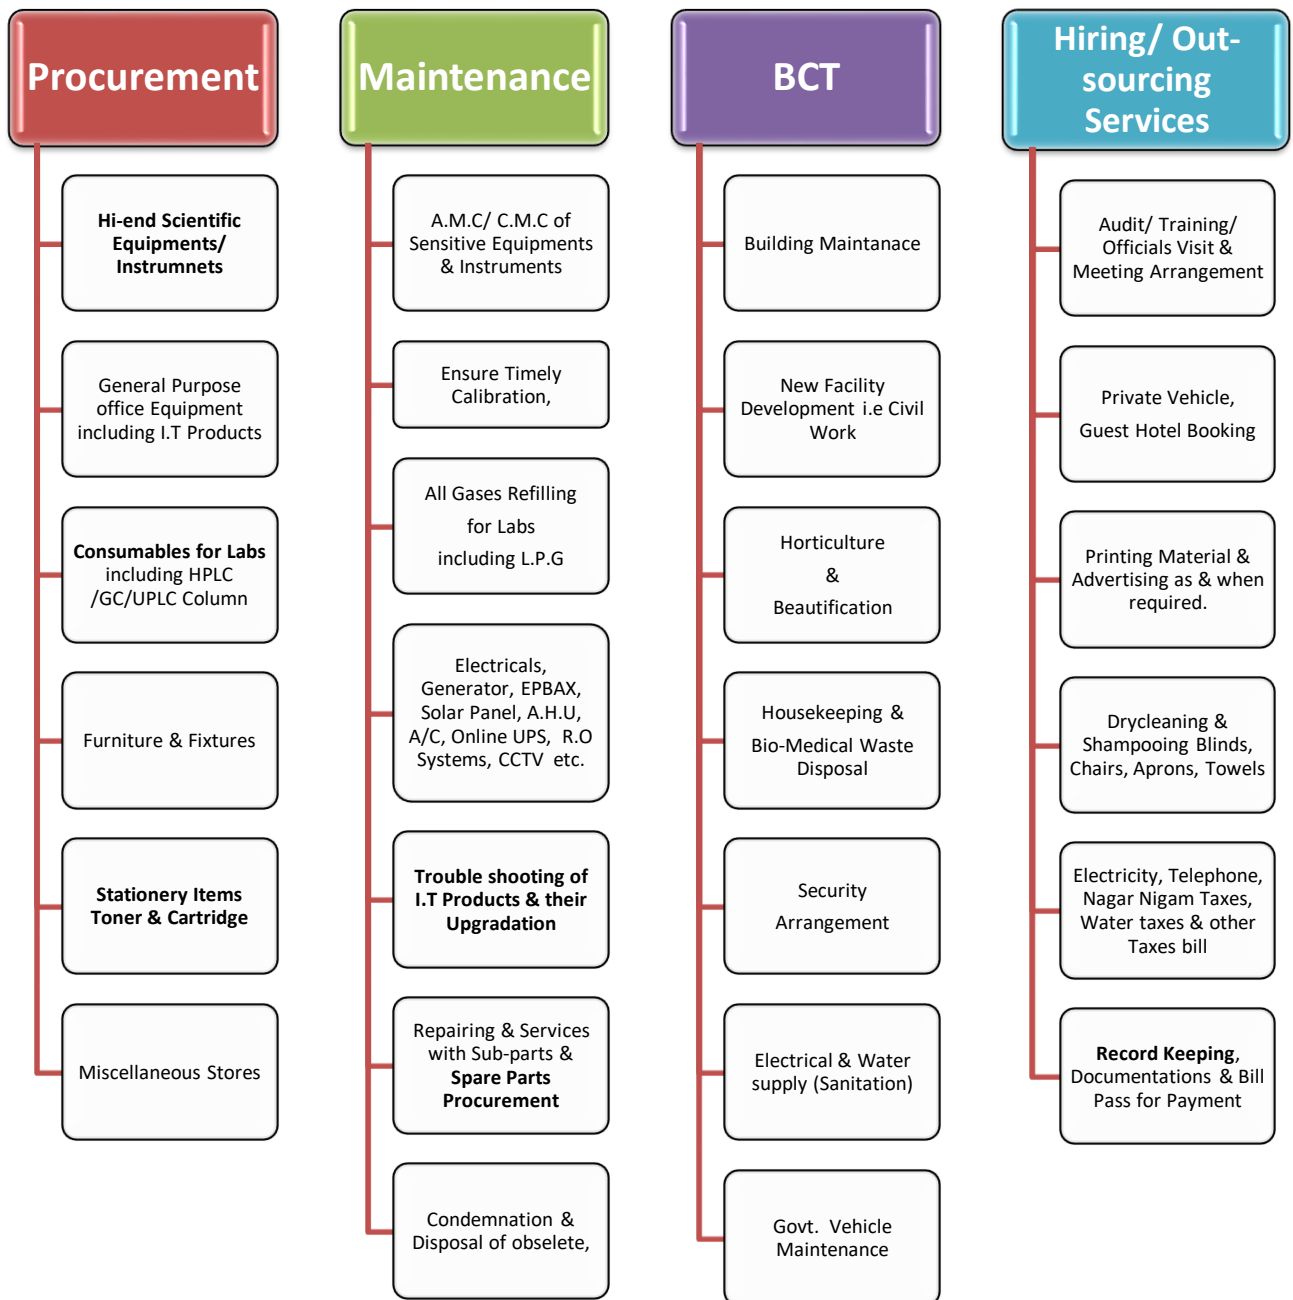 Procurement
Hi-end Scientific
Equipments/
Instrumnets
General Purpose
office Equipment
including I.T Products
Consumables for Labs
including HPLC
/GC/UPLC Column
Furniture & Fixtures
Stationery Items
Toner & Cartridge
Miscellaneous Stores
Maintenance
A.M.C/ C.M.C of
Sensitive Equipments
& Instruments
Ensure Timely
Calibration,
All Gases Refilling
for Labs
including L.P.G
Electricals,
Generator, EPBAX,
Solar Panel, A.H.U,
A/C, Online UPS, R.O
Systems, CCTV etc.
Trouble shooting of
I.T Products & their
Upgradation
Repairing & Services
with Sub-parts &
Spare Parts
Procurement
Condemnation &
Disposal of obselete,
BCT
Building Maintanace
New Facility
Development i.e Civil
Work
Horticulture
&
Beautification
Housekeeping &
Bio-Medical Waste
Disposal
Security
Arrangement
Electrical & Water
supply (Sanitation)
Govt. Vehicle
Maintenance
Hiring/ Out-
sourcing
Services
Audit/ Training/
Officials Visit &
Meeting Arrangement
Private Vehicle,
Guest Hotel Booking
Printing Material &
Advertising as & when
required.
Drycleaning &
Shampooing Blinds,
Chairs, Aprons, Towels
Electricity, Telephone,
Nagar Nigam Taxes,
Water taxes & other
Taxes bill
Record Keeping,
Documentations & Bill
Pass for Payment